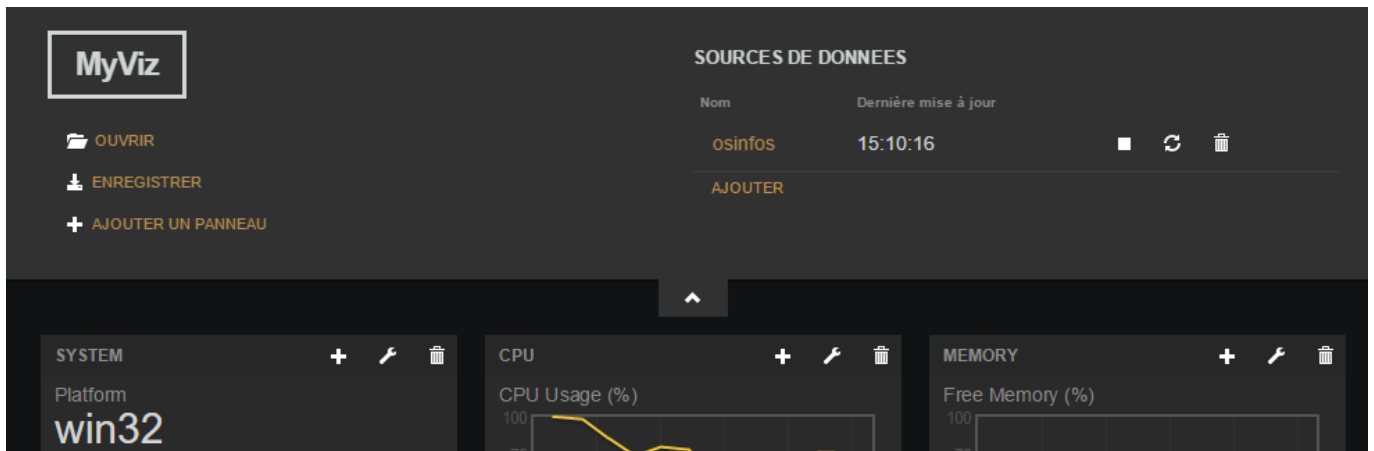 MyViz
OUVRIR
ENREGISTRER
AJOUTER UN PANNEAU
SOURCES DE DONNEES
Nom Dernière mise à jour
osinfos 15:10:16
AJOUTER
SYSTEM
Platform
win32
CPU
CPU Usage (%)
100
MEMORY
Free Memory (%)
100